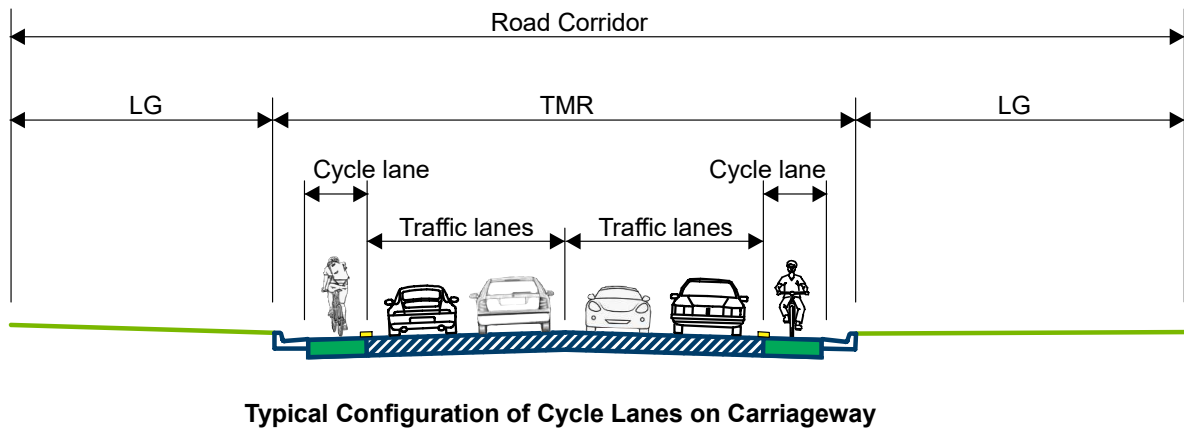 Road Corridor
LG
TMR
LG
Cycle lane
Cycle lane
Traffic lanes
Traffic lanes
Typical Configuration of Cycle Lanes on Carriageway